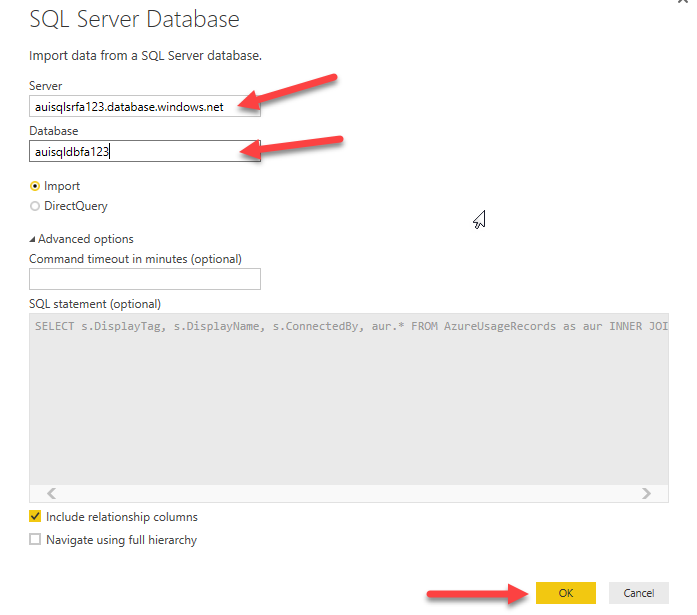 SQL Server Database
Import data from a SQL Server database.
Server
auisqlsrfa123.database.windows.net
Database
auisqldbfa123
Import
DirectQuery
Advanced options
Command timeout in minutes (optional)
SQL statement (optional)
SELECT s.DisplayTag, s.DisplayName, s.ConnectedBy, aur.* FROM AzureUsageRecords as aur INNER JOI
Include relationship columns
Navigate using full hierarchy
OK
Cancel